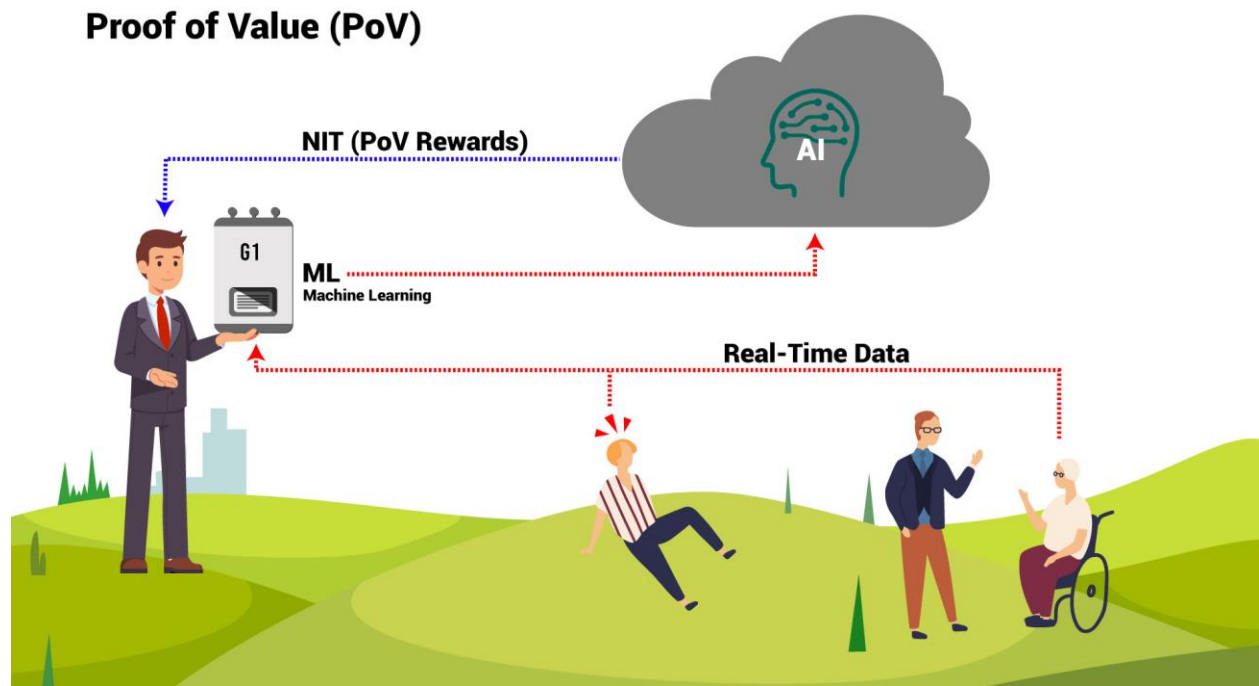 Proof of Value (PoV)
AI
NIT (PoV Rewards)
G1
ML
Machine Learning
Real-Time Data